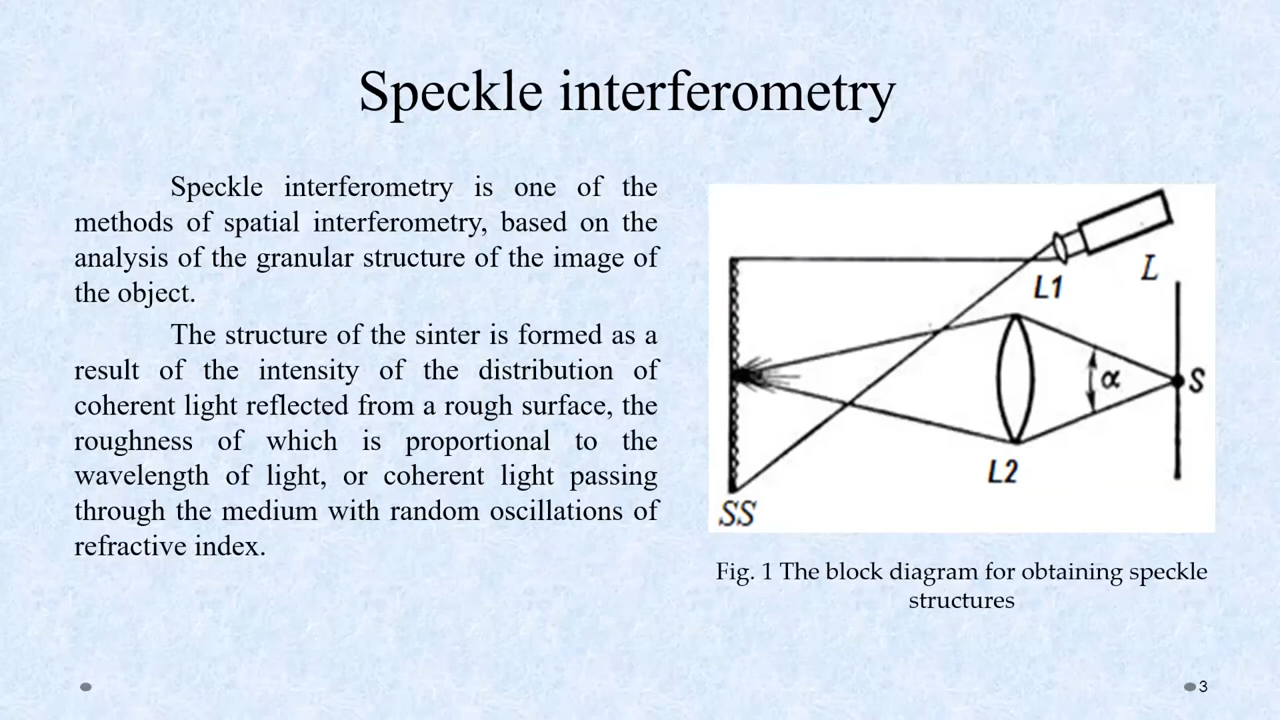 Speckle interferometry
Speckle interferometry is one of the
methods of spatial interferometry, based on the
analysis of the granular structure of the image of
the object.
The structure of the sinter is formed as a
result of the intensity of the distribution of
coherent light reflected from a rough surface, the
roughness of which is proportional to the
wavelength of light, or coherent light passing
through the medium with random oscillations of
refractive index.
L1
L
α
S
L2
SS
Fig. 1 The block diagram for obtaining speckle
structures
3